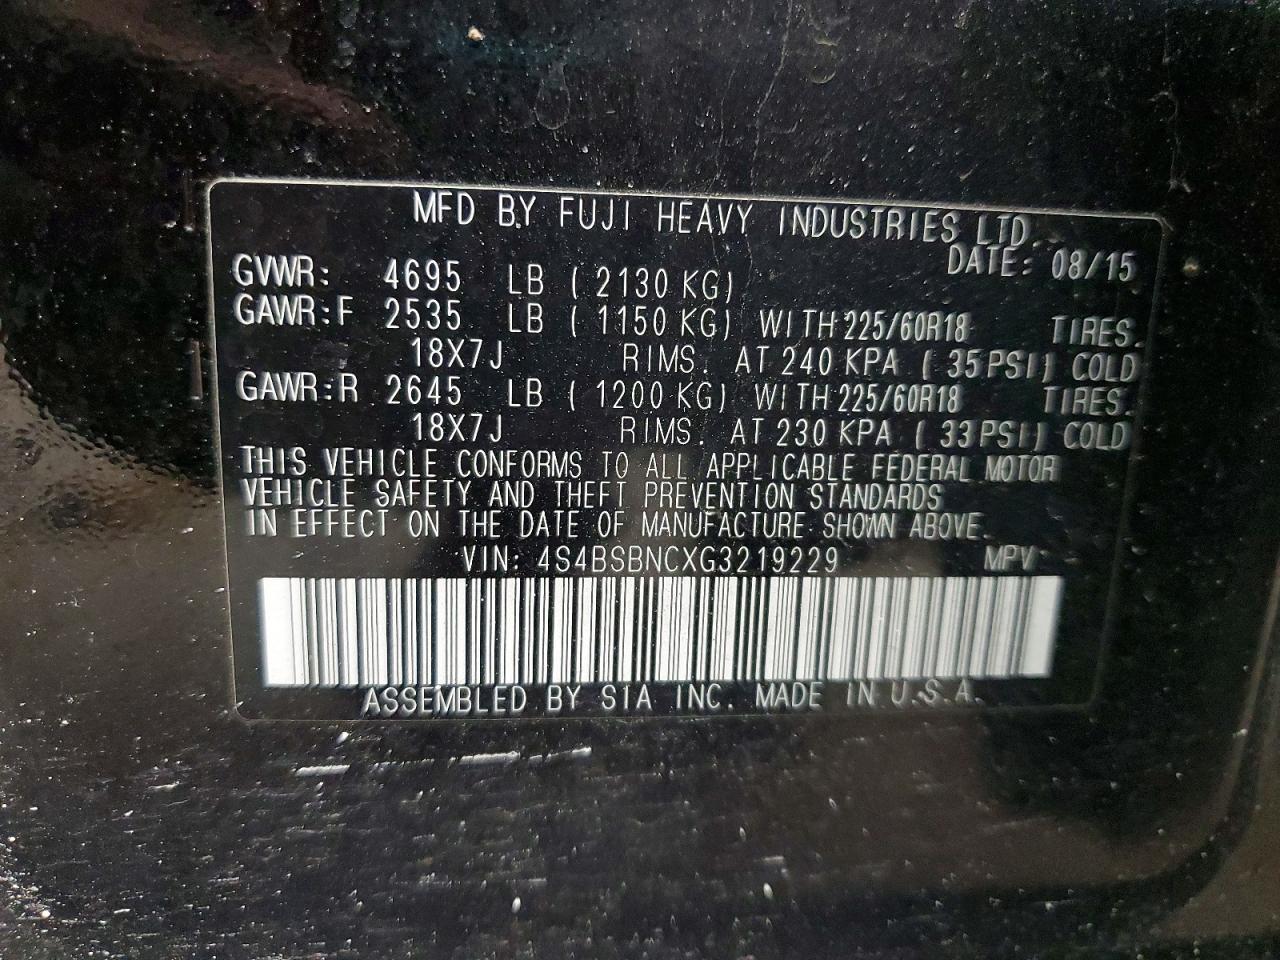 MFD BY FUJI HEAVY INDUSTRIES LTD.
DATE: 08/15
GVWR: 4695 LB (2130 KG)
GAWR:F 2535 LB (1150 KG) WITH 225/60R18 TIRES.
18X7J RIMS. AT 240 KPA (35PSI) COLD
GAWR:R 2645 LB (1200 KG) WITH 225/60R18 TIRES.
18X7J RIMS. AT 230 KPA (33PSI) COLD
THIS VEHICLE CONFORMS TO ALL APPLICABLE FEDERAL MOTOR
VEHICLE SAFETY AND THEFT PREVENTION STANDARDS
IN EFFECT ON THE DATE OF MANUFACTURE SHOWN ABOVE.
VIN: 4S4BSBNCXG3219229 MPV
ASSEMBLED BY SIA INC. MADE IN U.S.A.